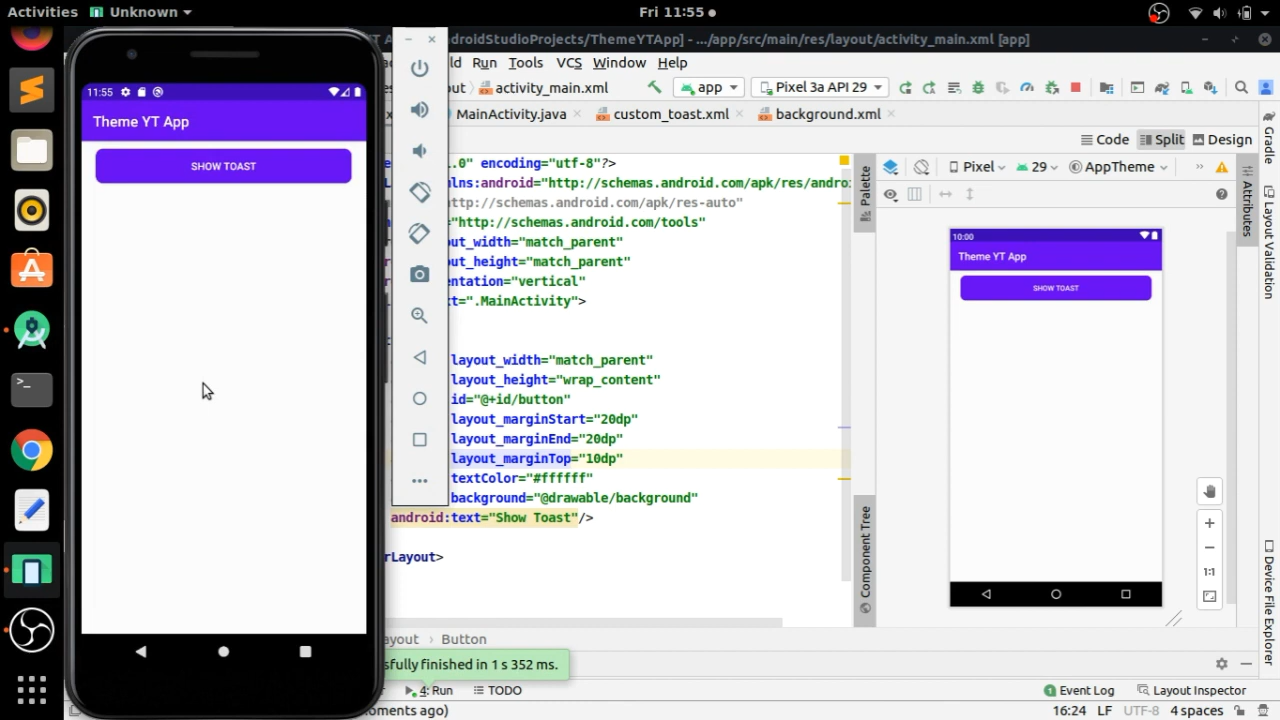 Activities
Unknown
Fri 11:55
AndroidStudioProjects/ThemeYTApp] - .../app/src/main/res/layout/activity_main.xml [app]
Run Tools VCS Window Help
activity_main.xml
app
Pixel 3a API 29
MainActivity.java
custom_toast.xml
background.xml
Code
Split
Design
11:55
Theme YT App
SHOW TOAST
.0" encoding="utf-8"?>
lns:android="http://schemas.android.com/apk/res/andro
ttp://schemas.android.com/apk/res-auto"
="http://schemas.android.com/tools"
out_width="match_parent"
out_height="match_parent"
entation="vertical"
xt=".MainActivity">
layout_width="match_parent"
layout_height="wrap_content"
id="@+id/button"
layout_marginStart="20dp"
layout_marginEnd="20dp"
layout_marginTop="10dp"
textColor="#ffffff"
background="@drawable/background"
android:text="Show Toast"/>
rLayout>
Palette
Component Tree
Pixel
29
AppTheme
10:00
Theme YT App
SHOW TOAST
1:1
Gradle
Attributes
Layout Validation
Device File Explorer
ayout › Button
sfully finished in 1 s 352 ms.
4: Run
TODO
Event Log
Layout Inspector
oments ago)
16:24 LF UTF-8 4 spaces